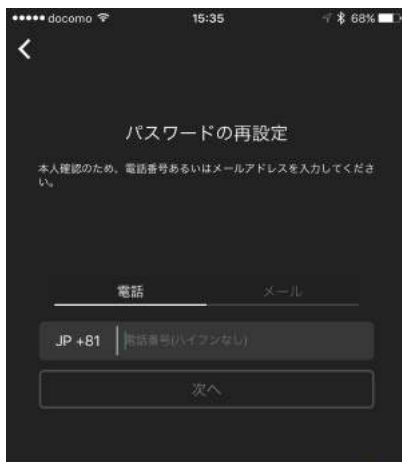 docomo 15:35 68%
パスワードの再設定
本人確認のため、電話番号あるいはメールアドレスを入力してくださ
い。
電話 メール
JP +81 電話番号(ハイフンなし)
次へ